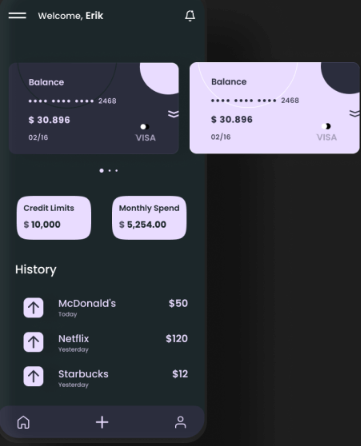 Welcome, Erik
Balance
•••• •••• •••• 2468
$ 30.896
02/16
VISA
Balance
•••• •••• •••• 2468
$ 30.896
02/16
VISA
Credit Limits
$ 10,000
Monthly Spend
$ 5,254.00
History
McDonald's $50
Today
Netflix $120
Yesterday
Starbucks $12
Yesterday